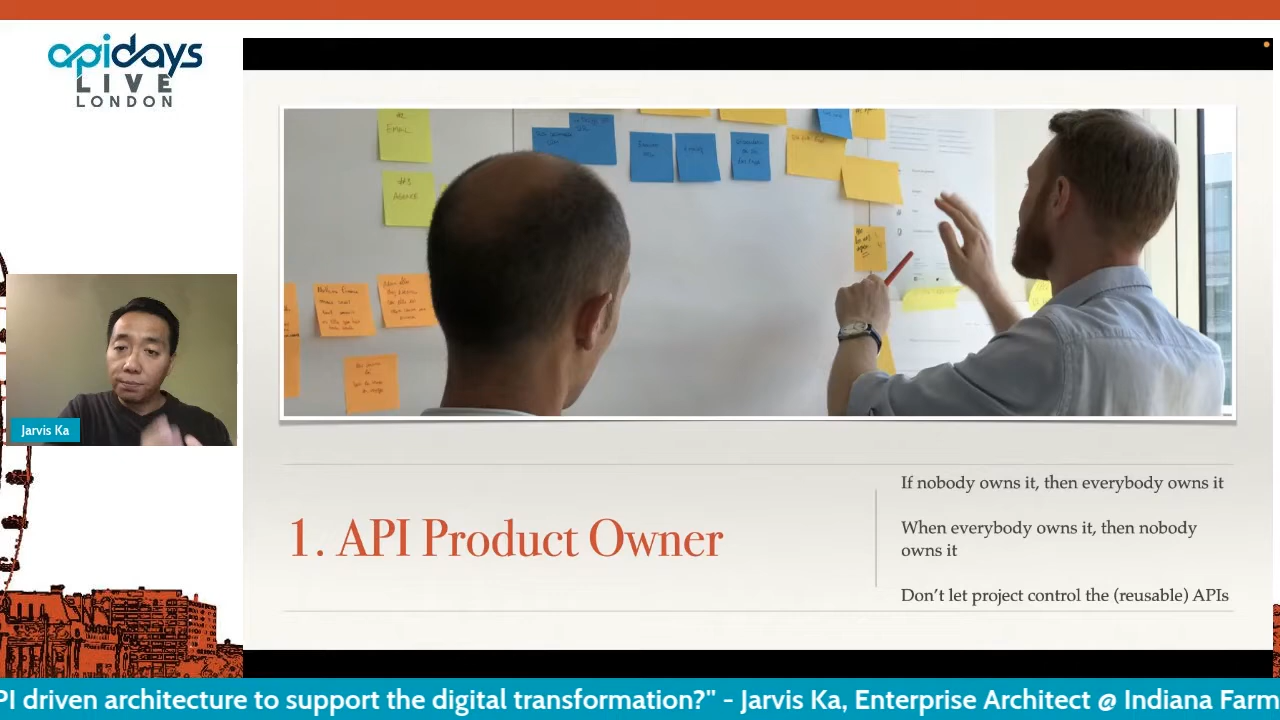 apidays
LIVE
LONDON
EMAIL
Jarvis Ka
1. API Product Owner
If nobody owns it, then everybody owns it
When everybody owns it, then nobody
owns it
Don't let project control the (reusable) APIs
PI driven architecture to support the digital transformation?" - Jarvis Ka, Enterprise Architect @ Indiana Farm